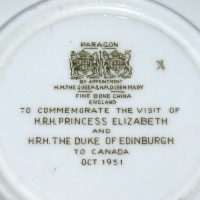 PARAGON
BY APPOINTMENT
H.M. THE QUEEN & H.M. QUEEN MARY
FINE BONE CHINA
ENGLAND
TO COMMEMORATE THE VISIT OF
H.R.H. PRINCESS ELIZABETH
AND
H.R.H. THE DUKE OF EDINBURGH
TO CANADA
OCT 1951